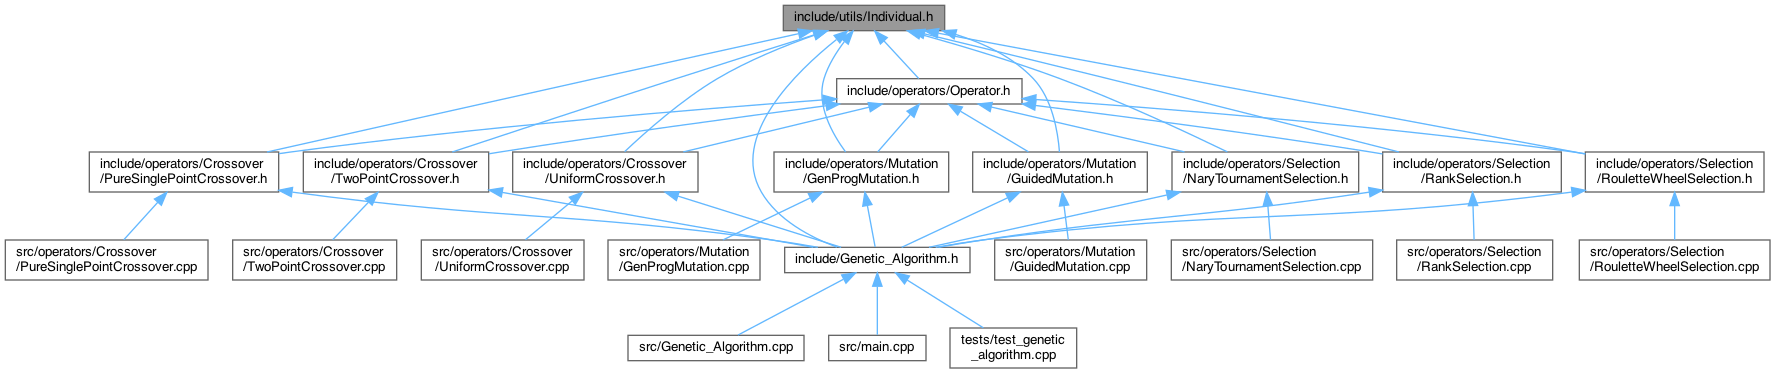 include/utils/Individual.h
include/operators/Operator.h
include/operators/Crossover
/PureSinglePointCrossover.h
include/operators/Crossover
/TwoPointCrossover.h
include/operators/Crossover
/UniformCrossover.h
include/operators/Mutation
/GenProgMutation.h
include/operators/Mutation
/GuidedMutation.h
include/operators/Selection
/NaryTournamentSelection.h
include/operators/Selection
/RankSelection.h
include/operators/Selection
/RouletteWheelSelection.h
src/operators/Crossover
/PureSinglePointCrossover.cpp
src/operators/Crossover
/TwoPointCrossover.cpp
src/operators/Crossover
/UniformCrossover.cpp
src/operators/Mutation
/GenProgMutation.cpp
include/Genetic_Algorithm.h
src/operators/Mutation
/GuidedMutation.cpp
src/operators/Selection
/NaryTournamentSelection.cpp
src/operators/Selection
/RankSelection.cpp
src/operators/Selection
/RouletteWheelSelection.cpp
src/Genetic_Algorithm.cpp
src/main.cpp
tests/test_genetic
_algorithm.cpp